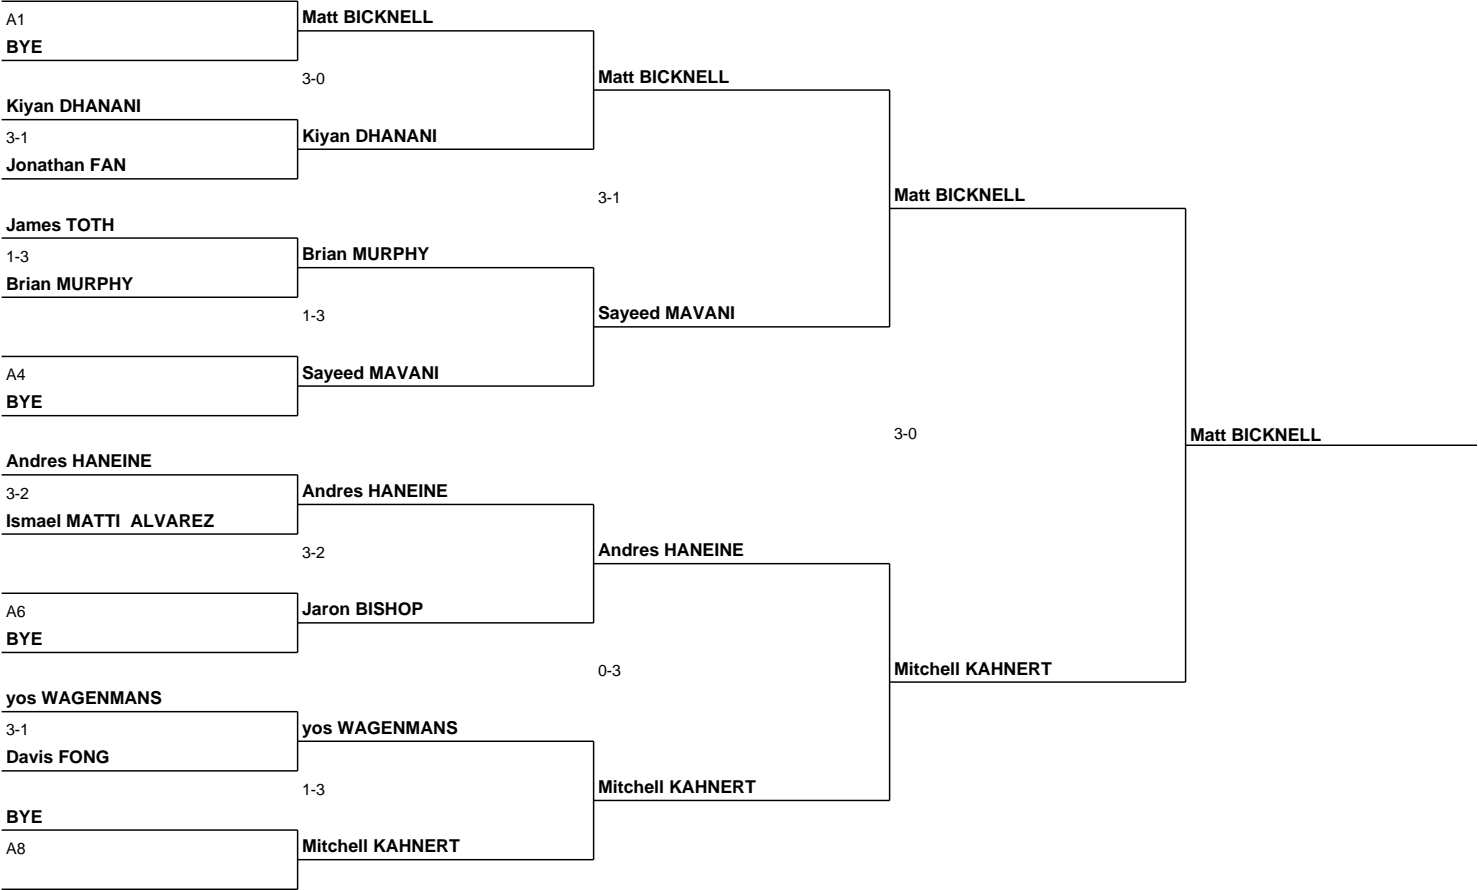 A1
BYE
Matt BICKNELL
3-0
Matt BICKNELL
Kiyan DHANANI
3-1
Jonathan FAN
Kiyan DHANANI
3-1
Matt BICKNELL
James TOTH
1-3
Brian MURPHY
Brian MURPHY
1-3
Sayeed MAVANI
A4
BYE
Sayeed MAVANI
3-0
Matt BICKNELL
Andres HANEINE
3-2
Ismael MATTI  ALVAREZ
Andres HANEINE
3-2
Andres HANEINE
A6
BYE
Jaron BISHOP
0-3
Mitchell KAHNERT
yos WAGENMANS
3-1
Davis FONG
yos WAGENMANS
1-3
Mitchell KAHNERT
BYE
A8
Mitchell KAHNERT